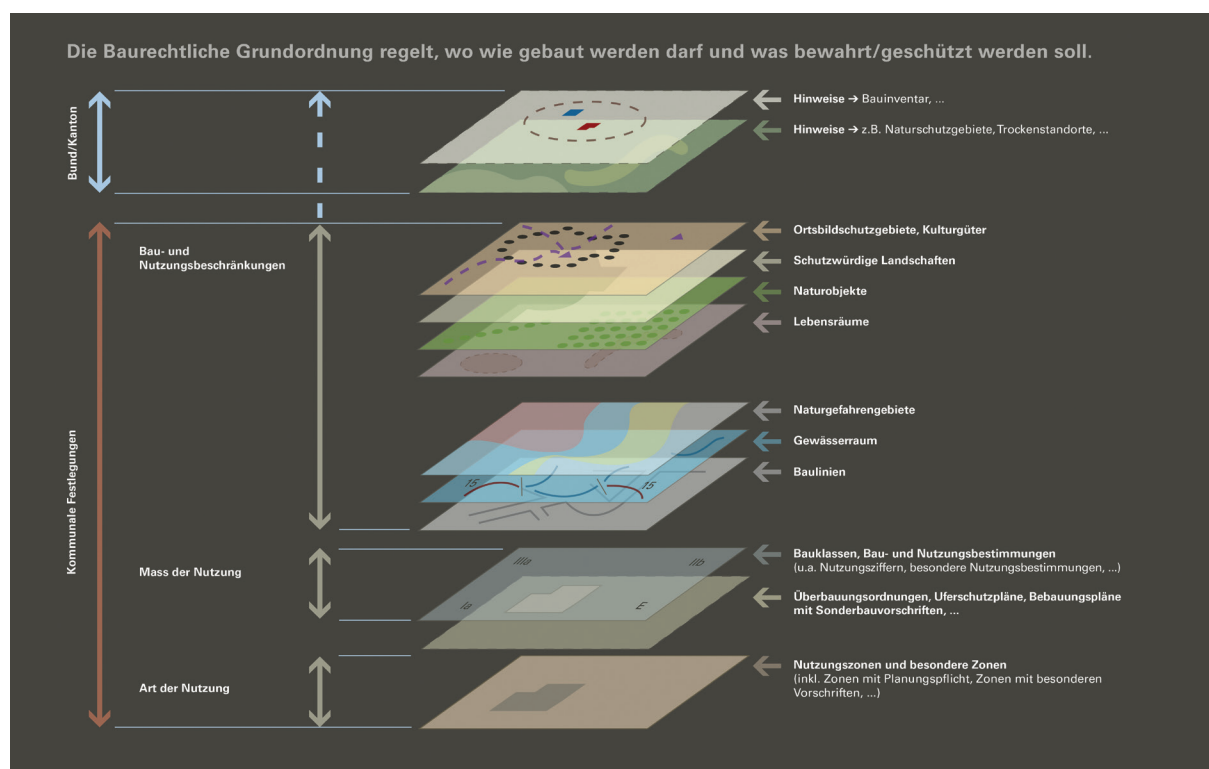 Die Baurechtliche Grundordnung regelt, wo wie gebaut werden darf und was bewahrt/geschützt werden soll.
Bund/Kanton
Hinweise → Bauinventar, ...
Hinweise → z.B. Naturschutzgebiete, Trockenstandorte, ...
Kommunale Festlegungen
Bau- und
Nutzungsbeschränkungen
Ortsbildschutzgebiete, Kulturgüter
Schutzwürdige Landschaften
Naturobjekte
Lebensräume
Naturgefahrengebiete
Gewässerraum
Baulinien
15
15
Mass der Nutzung
IIIa
IIb
Ia
E
Bauklassen, Bau- und Nutzungsbestimmungen
(u.a. Nutzungsziffern, besondere Nutzungsbestimmungen, ...)
Überbauungsordnungen, Uferschutzpläne, Bebauungspläne
mit Sonderbauvorschriften, ...
Art der Nutzung
Nutzungszonen und besondere Zonen
(inkl. Zonen mit Planungspflicht, Zonen mit besonderen
Vorschriften, ...)